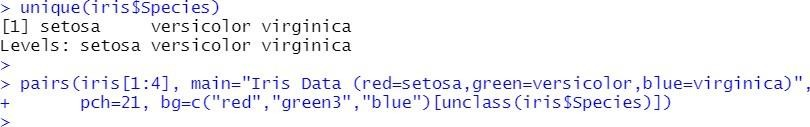 > unique(iris$Species)
[1] setosa     versicolor virginica
Levels: setosa versicolor virginica
>
> pairs(iris[1:4], main="Iris Data (red=setosa,green=versicolor,blue=virginica)",
+       pch=21, bg=c("red","green3","blue")[unclass(iris$Species)])
>